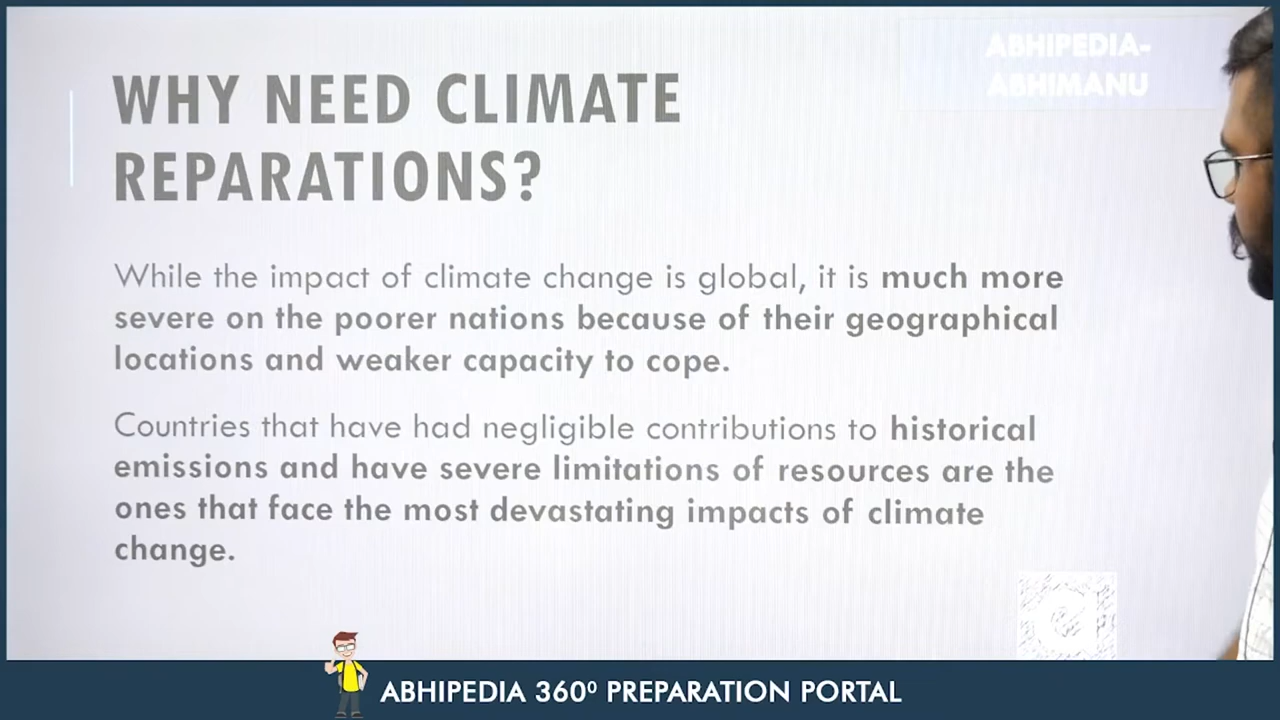 ABHIPEDIA-
ABHIMANU
WHY NEED CLIMATE
REPARATIONS?
While the impact of climate change is global, it is much more
severe on the poorer nations because of their geographical
locations and weaker capacity to cope.
Countries that have had negligible contributions to historical
emissions and have severe limitations of resources are the
ones that face the most devastating impacts of climate
change.
ABHIPEDIA 360⁰ PREPARATION PORTAL